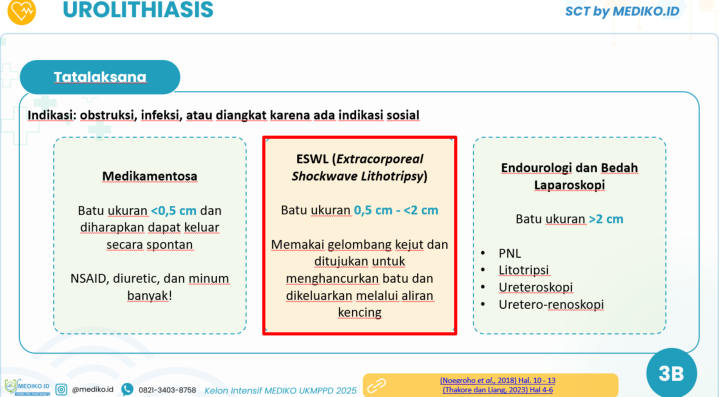 UROLITHIASIS
SCT by MEDIKO.ID
Tatalaksana
Indikasi: obstruksi, infeksi, atau diangkat karena ada indikasi sosial
Medikamentosa
Batu ukuran <0,5 cm dan
diharapkan dapat keluar
secara spontan
NSAID, diuretic, dan minum
banyak!
ESWL (Extracorporeal
Shockwave Lithotripsy)
Batu ukuran 0,5 cm - <2 cm
Memakai gelombang kejut dan
ditujukan untuk
menghancurkan batu dan
dikeluarkan melalui aliran
kencing
Endourologi dan Bedah
Laparoskopi
Batu ukuran >2 cm
• PNL
• Litotripsi
• Ureteroskopi
• Uretero-renoskopi
MEDIKO.ID
@mediko.id
0821-3403-8758
Kelon Intensif MEDIKO UKMPPD 2025
(Noegroho et al., 2018) Hal. 10 - 13
(Thakore dan Liang, 2023) Hal 4-6
3B